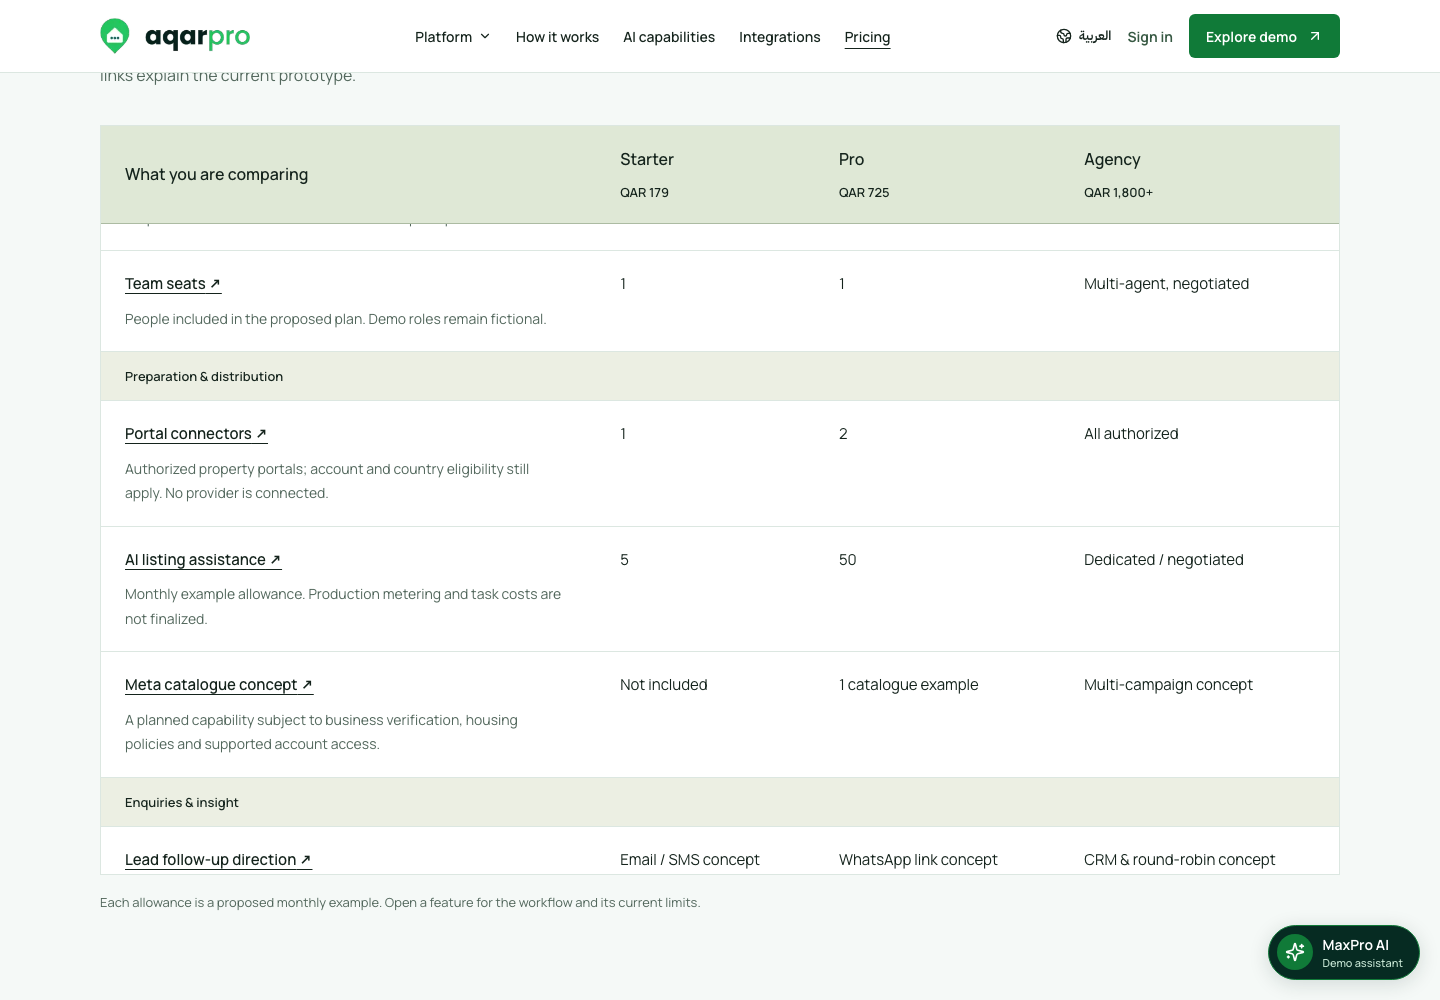 aqarpro
Platform
How it works
AI capabilities
Integrations
Pricing
العربية
Sign in
Explore demo
links explain the current prototype.
What you are comparing
Starter
QAR 179
Pro
QAR 725
Agency
QAR 1,800+
Team seats ↗
1
1
Multi-agent, negotiated
People included in the proposed plan. Demo roles remain fictional.
Preparation & distribution
Portal connectors ↗
1
2
All authorized
Authorized property portals; account and country eligibility still
apply. No provider is connected.
AI listing assistance ↗
5
50
Dedicated / negotiated
Monthly example allowance. Production metering and task costs are
not finalized.
Meta catalogue concept ↗
Not included
1 catalogue example
Multi-campaign concept
A planned capability subject to business verification, housing
policies and supported account access.
Enquiries & insight
Lead follow-up direction ↗
Email / SMS concept
WhatsApp link concept
CRM & round-robin concept
Each allowance is a proposed monthly example. Open a feature for the workflow and its current limits.
MaxPro AI
Demo assistant